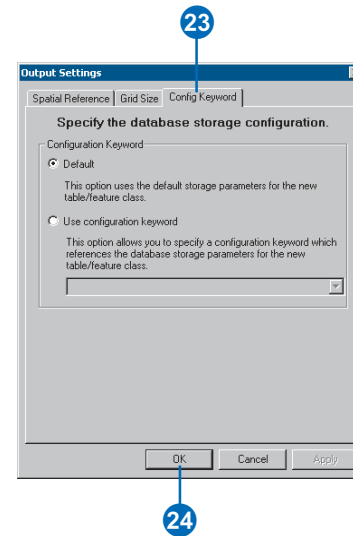 23
Output Settings
Spatial Reference Grid Size Config Keyword
Specify the database storage configuration.
Configuration Keyword
Default
This option uses the default storage parameters for the new
table/feature class.
Use configuration keyword
This option allows you to specify a configuration keyword which
references the database storage parameters for the new
table/feature class.
OK Cancel Apply
24